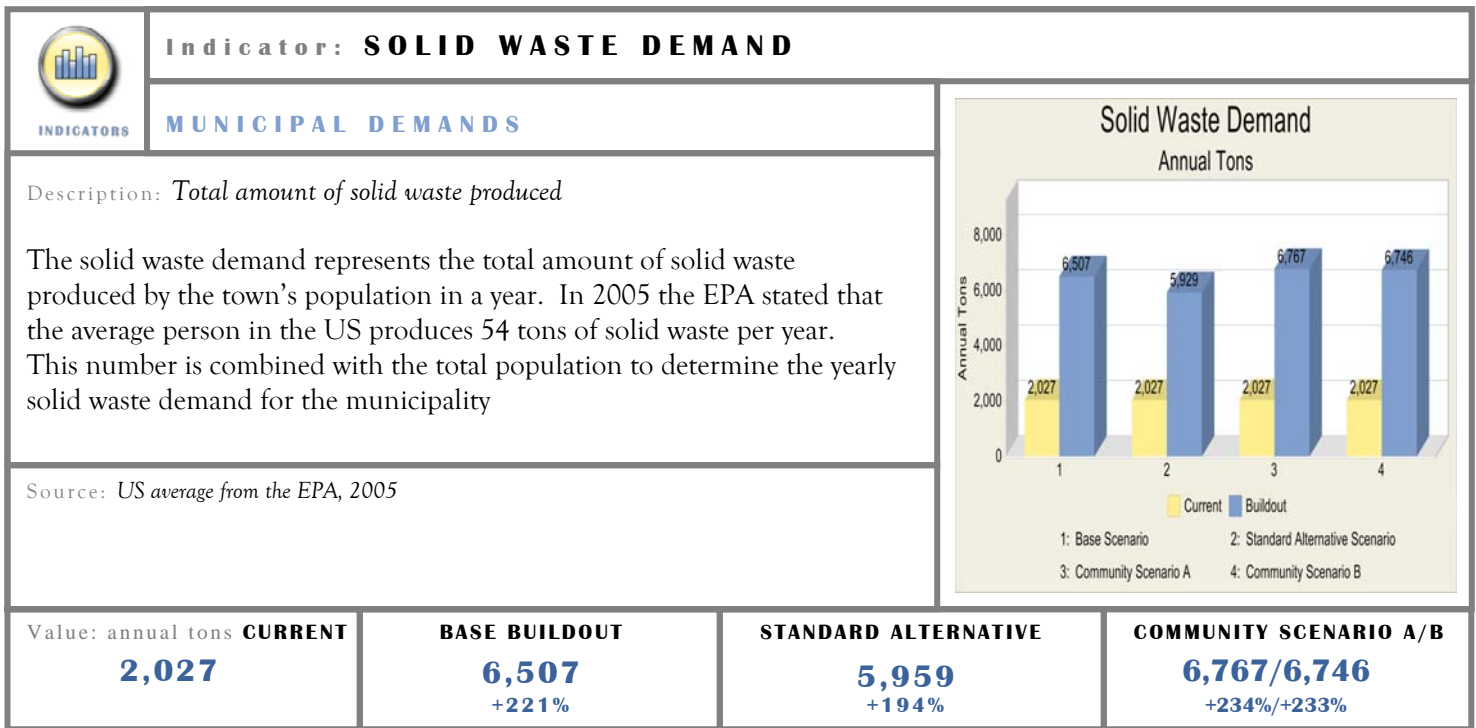 Indicator: SOLID WASTE DEMAND
INDICATORS
MUNICIPAL DEMANDS
Description: Total amount of solid waste produced
The solid waste demand represents the total amount of solid waste
produced by the town's population in a year. In 2005 the EPA stated that
the average person in the US produces 54 tons of solid waste per year.
This number is combined with the total population to determine the yearly
solid waste demand for the municipality
Source: US average from the EPA, 2005
Solid Waste Demand
Annual Tons
Annual Tons
8,000
6,000
4,000
2,000
0
2,027
6,507
2,027
5,929
2,027
6,767
2,027
6,746
1 2 3 4
Current Buildout
1: Base Scenario 2: Standard Alternative Scenario
3: Community Scenario A 4: Community Scenario B
Value: annual tons CURRENT
2,027
BASE BUILDOUT
6,507
+221%
STANDARD ALTERNATIVE
5,959
+194%
COMMUNITY SCENARIO A/B
6,767/6,746
+234%/+233%